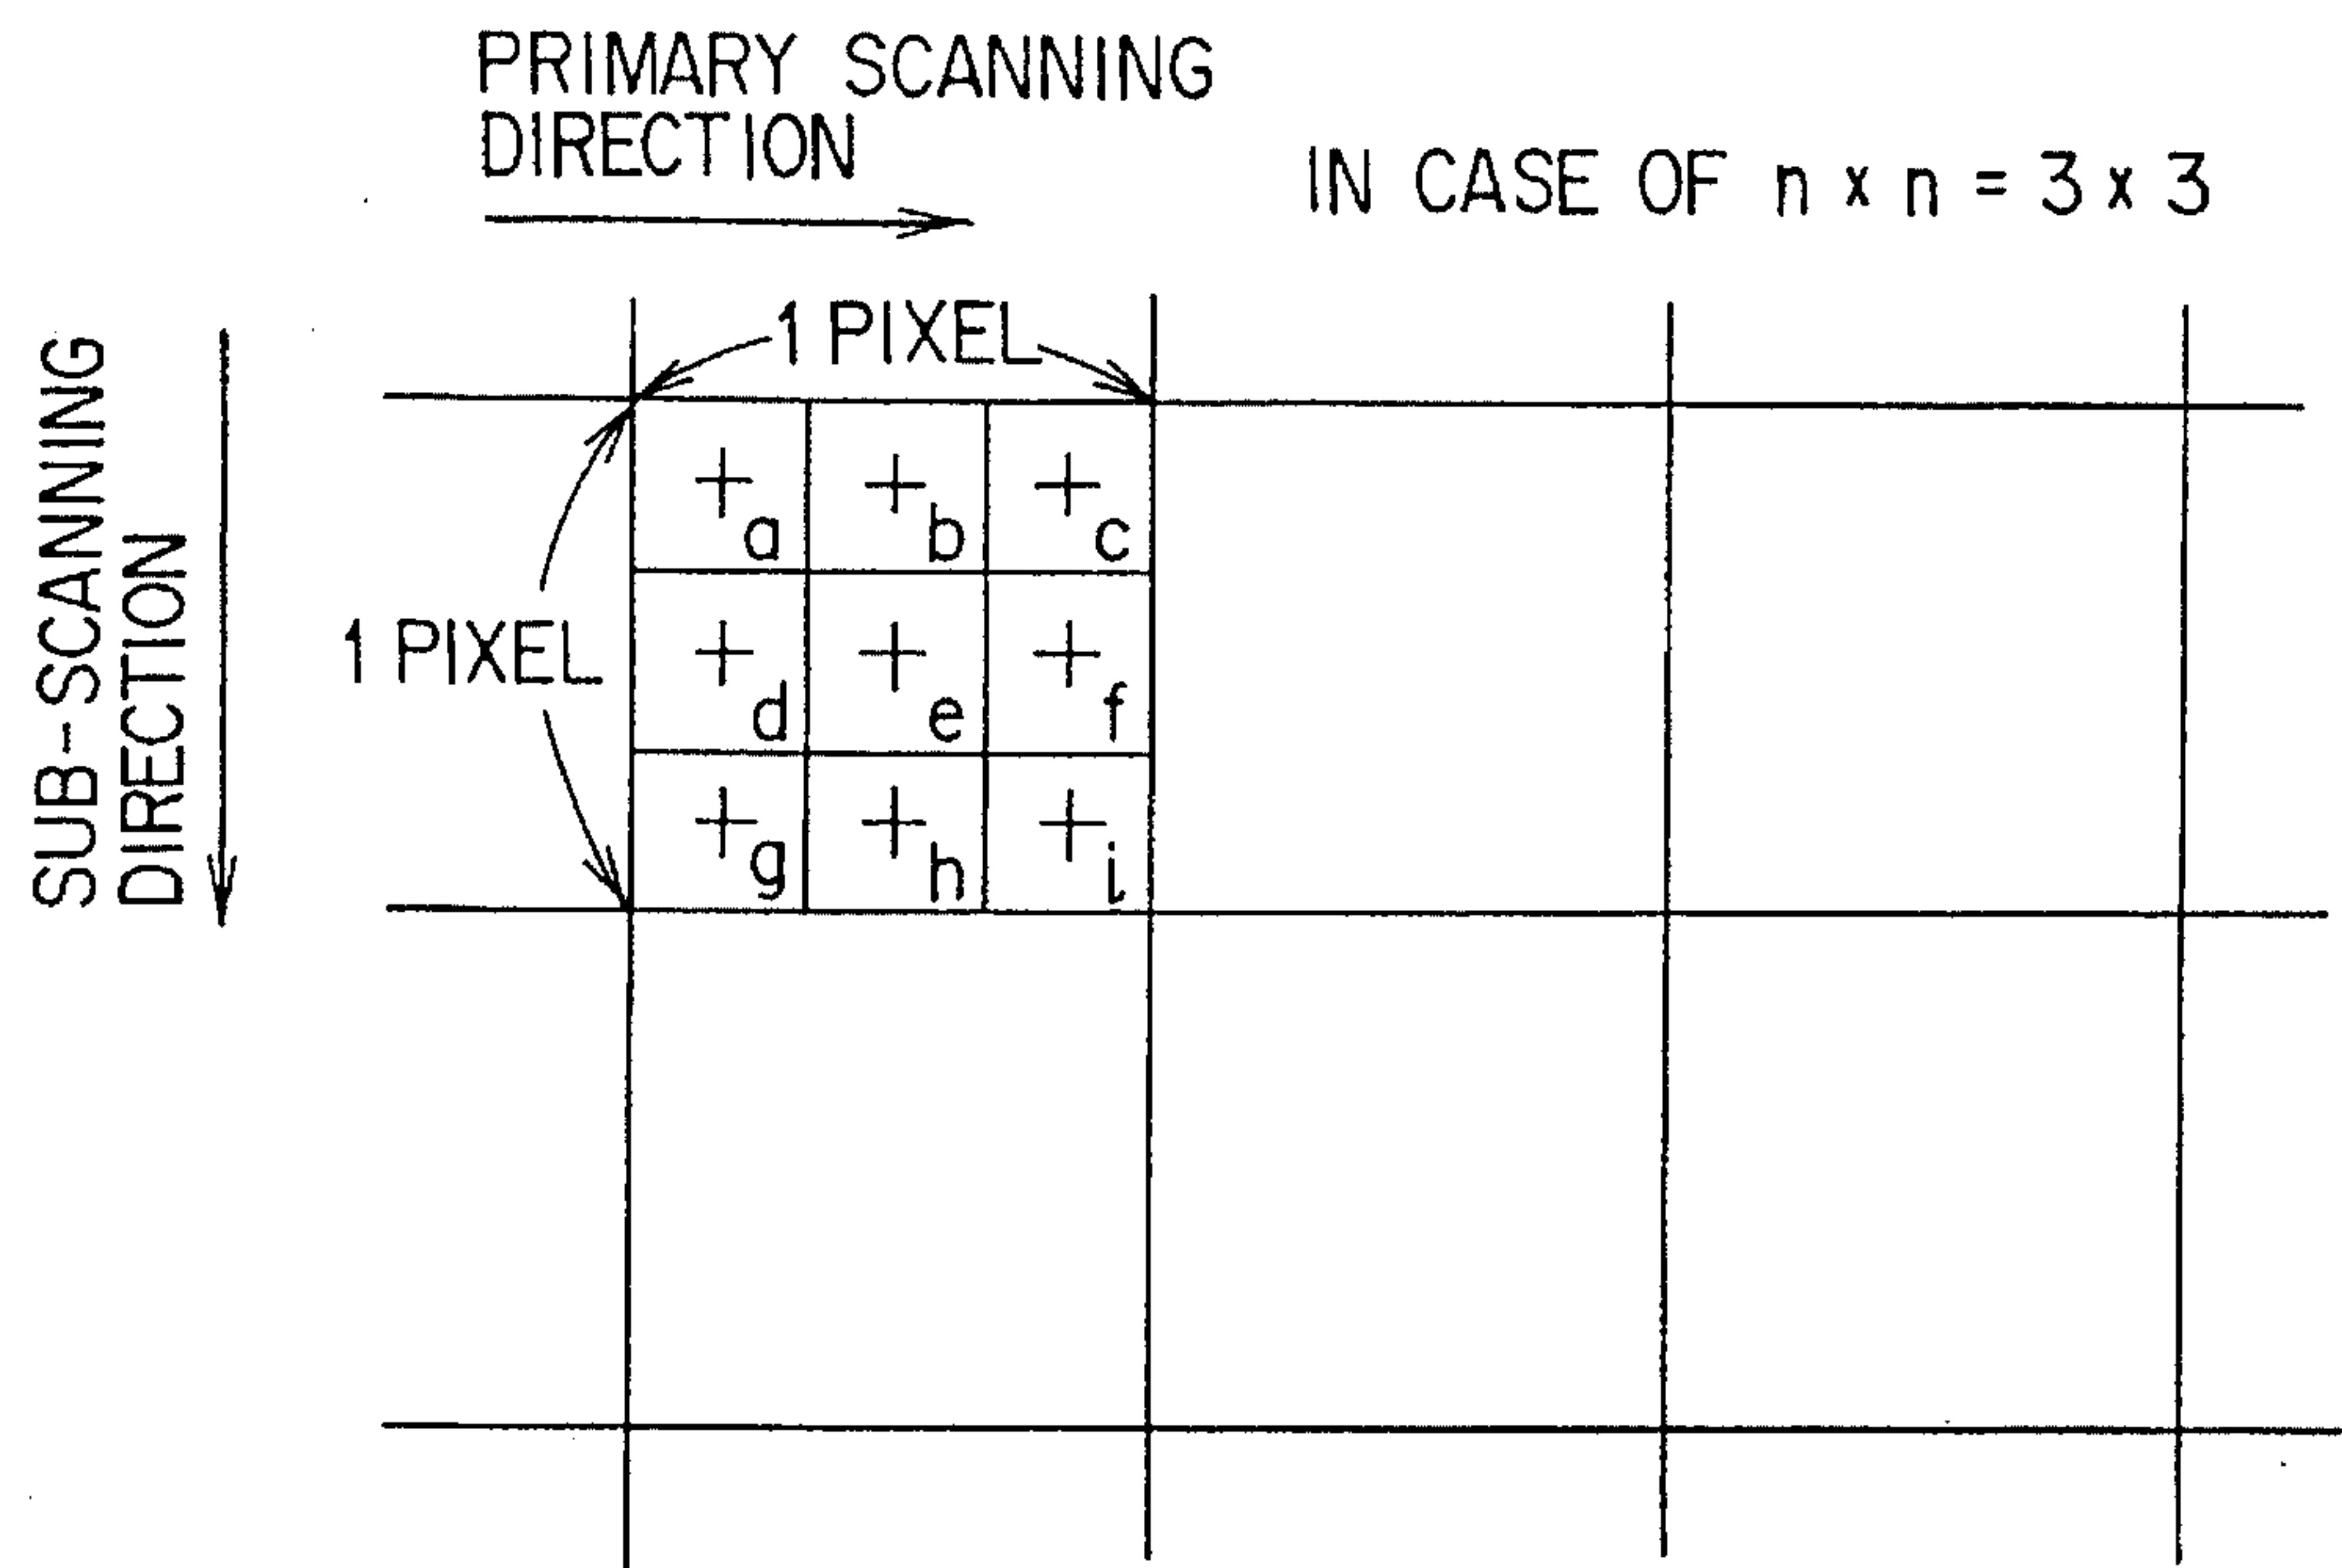 PRIMARY SCANNING
DIRECTION
IN CASE OF n x n = 3 x 3
SUB-SCANNING
DIRECTION
1 PIXEL
1 PIXEL
a b c
d e f
g h i